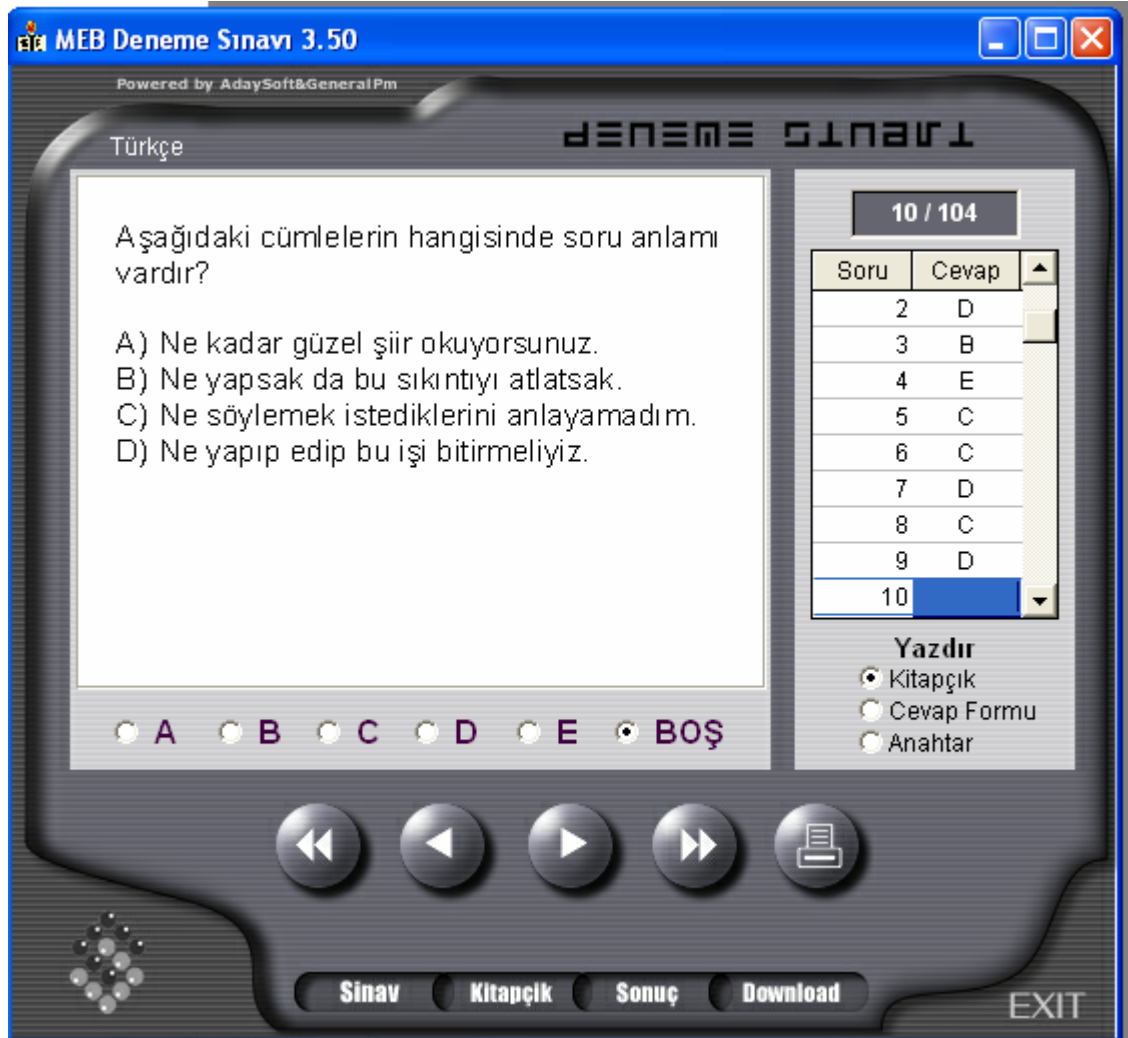 MEB Deneme Sınavı 3.50
Powered by AdaySoft&GeneralPm
Türkçe
deneme sınavı
10 / 104
Aşağıdaki cümlelerin hangisinde soru anlamı
vardır?
A) Ne kadar güzel şiir okuyorsunuz.
B) Ne yapsak da bu sıkıntıyı atlatsak.
C) Ne söylemek istediklerini anlayamadım.
D) Ne yapıp edip bu işi bitirmeliyiz.
Soru Cevap
2 D
3 B
4 E
5 C
6 C
7 D
8 C
9 D
10
Yazdır
Kitapçık
Cevap Formu
Anahtar
A B C D E BOŞ
Sinav Kitapçik Sonuç Download
EXIT